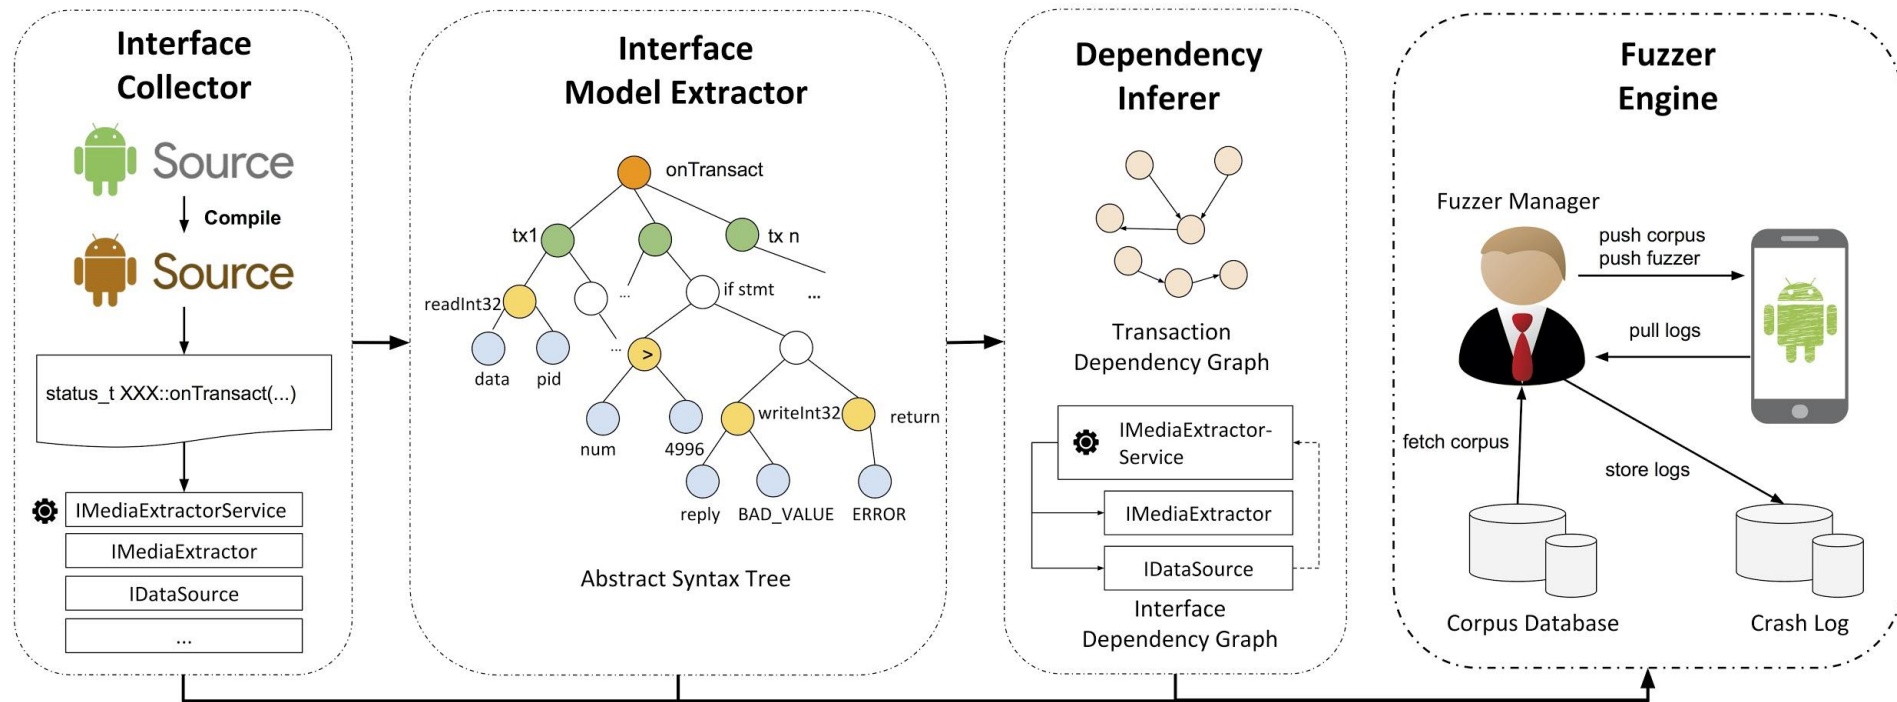 Interface
Collector
Source
Compile
Source
status_t XXX::onTransact(...)
IMediaExtractorService
IMediaExtractor
IDataSource
...
Interface
Model Extractor
onTransact
tx1
tx n
readInt32
...
if stmt
...
data
pid
...
>
num
4996
writeInt32
return
reply
BAD_VALUE
ERROR
Abstract Syntax Tree
Dependency
Inferer
Transaction
Dependency Graph
IMediaExtractor-
Service
IMediaExtractor
IDataSource
Interface
Dependency Graph
Fuzzer
Engine
Fuzzer Manager
push corpus
push fuzzer
pull logs
fetch corpus
store logs
Corpus Database
Crash Log